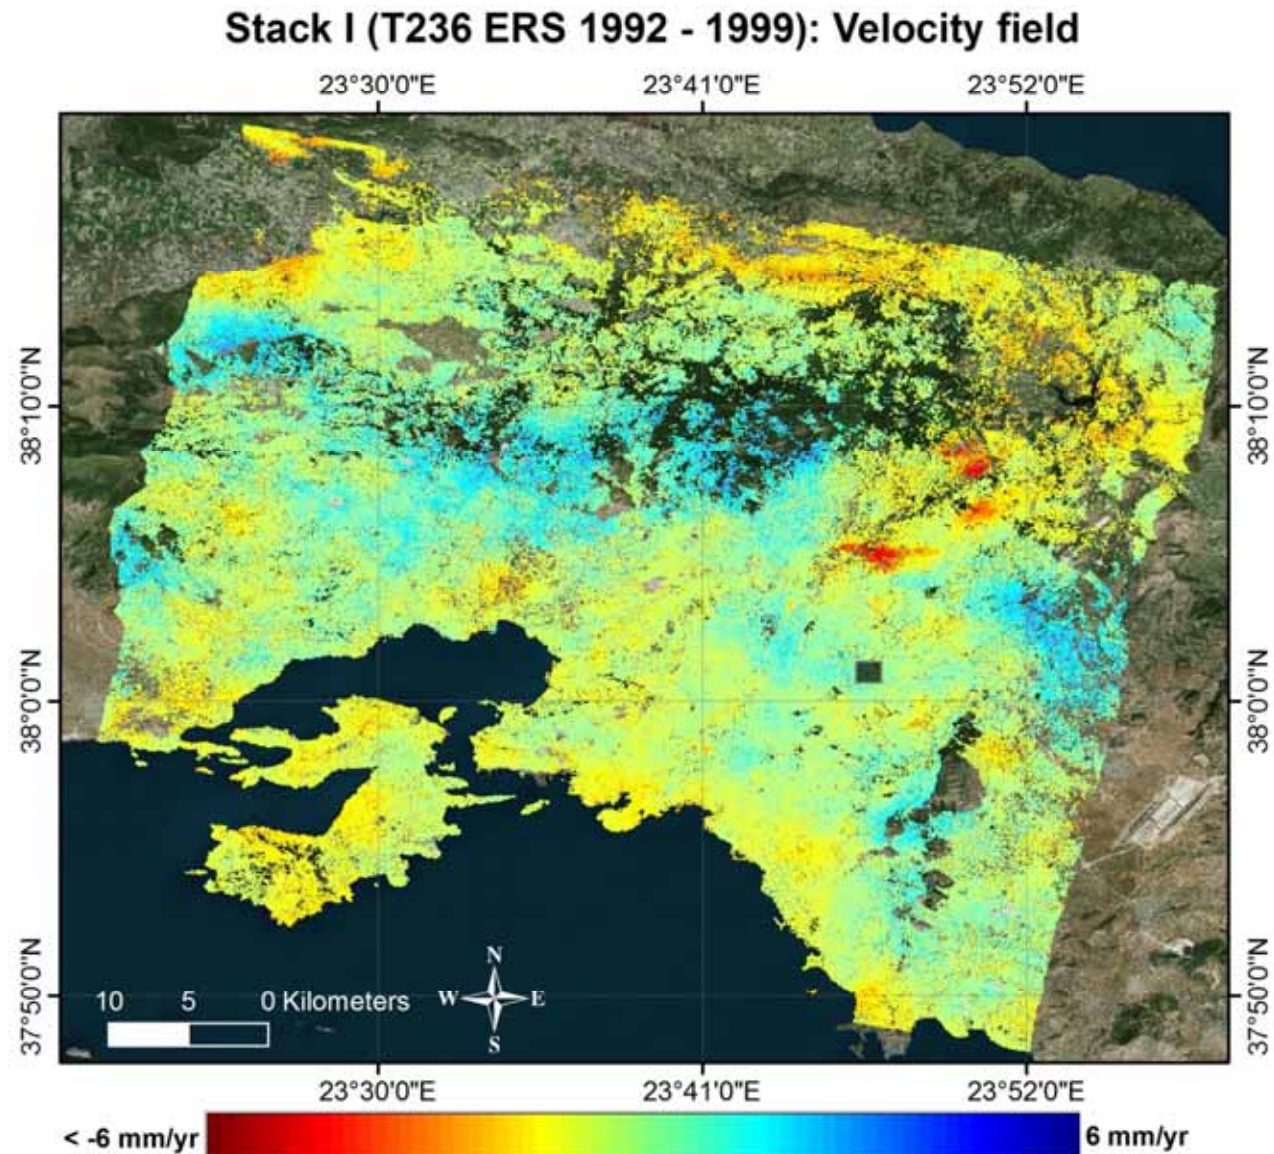 Stack I (T236 ERS 1992 - 1999): Velocity field
23°30'0"E 23°41'0"E 23°52'0"E
38°10'0"N 38°10'0"N
38°0'0"N 38°0'0"N
37°50'0"N 37°50'0"N
N
W E
S
10 5 0 Kilometers
23°30'0"E 23°41'0"E 23°52'0"E
< -6 mm/yr 6 mm/yr